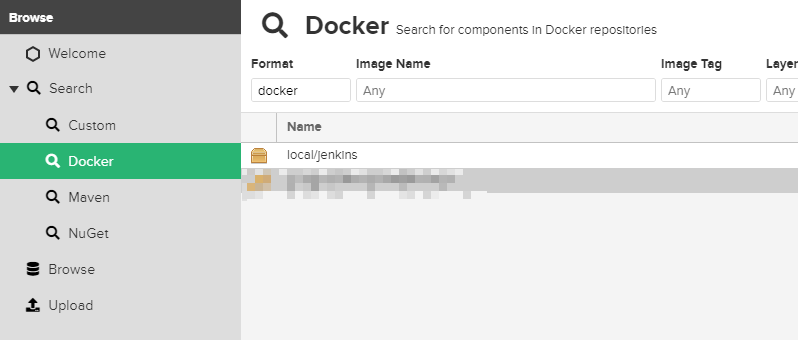 Browse
Welcome
Search
Custom
Docker
Maven
NuGet
Browse
Upload
Docker Search for components in Docker repositories
Format Image Name Image Tag Layer
docker Any Any Any
Name
local/jenkins